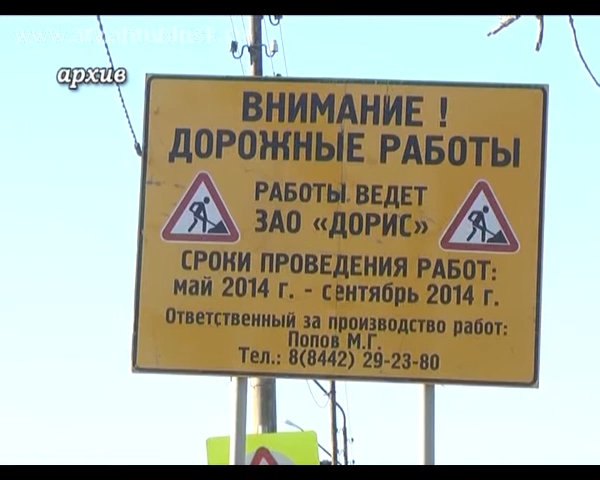 архив
ВНИМАНИЕ !
ДОРОЖНЫЕ РАБОТЫ
РАБОТЫ ВЕДЕТ
ЗАО «ДОРИС»
СРОКИ ПРОВЕДЕНИЯ РАБОТ:
май 2014 г. - сентябрь 2014 г.
Ответственный за производство работ:
Попов М.Г.
Тел.: 8(8442) 29-23-80